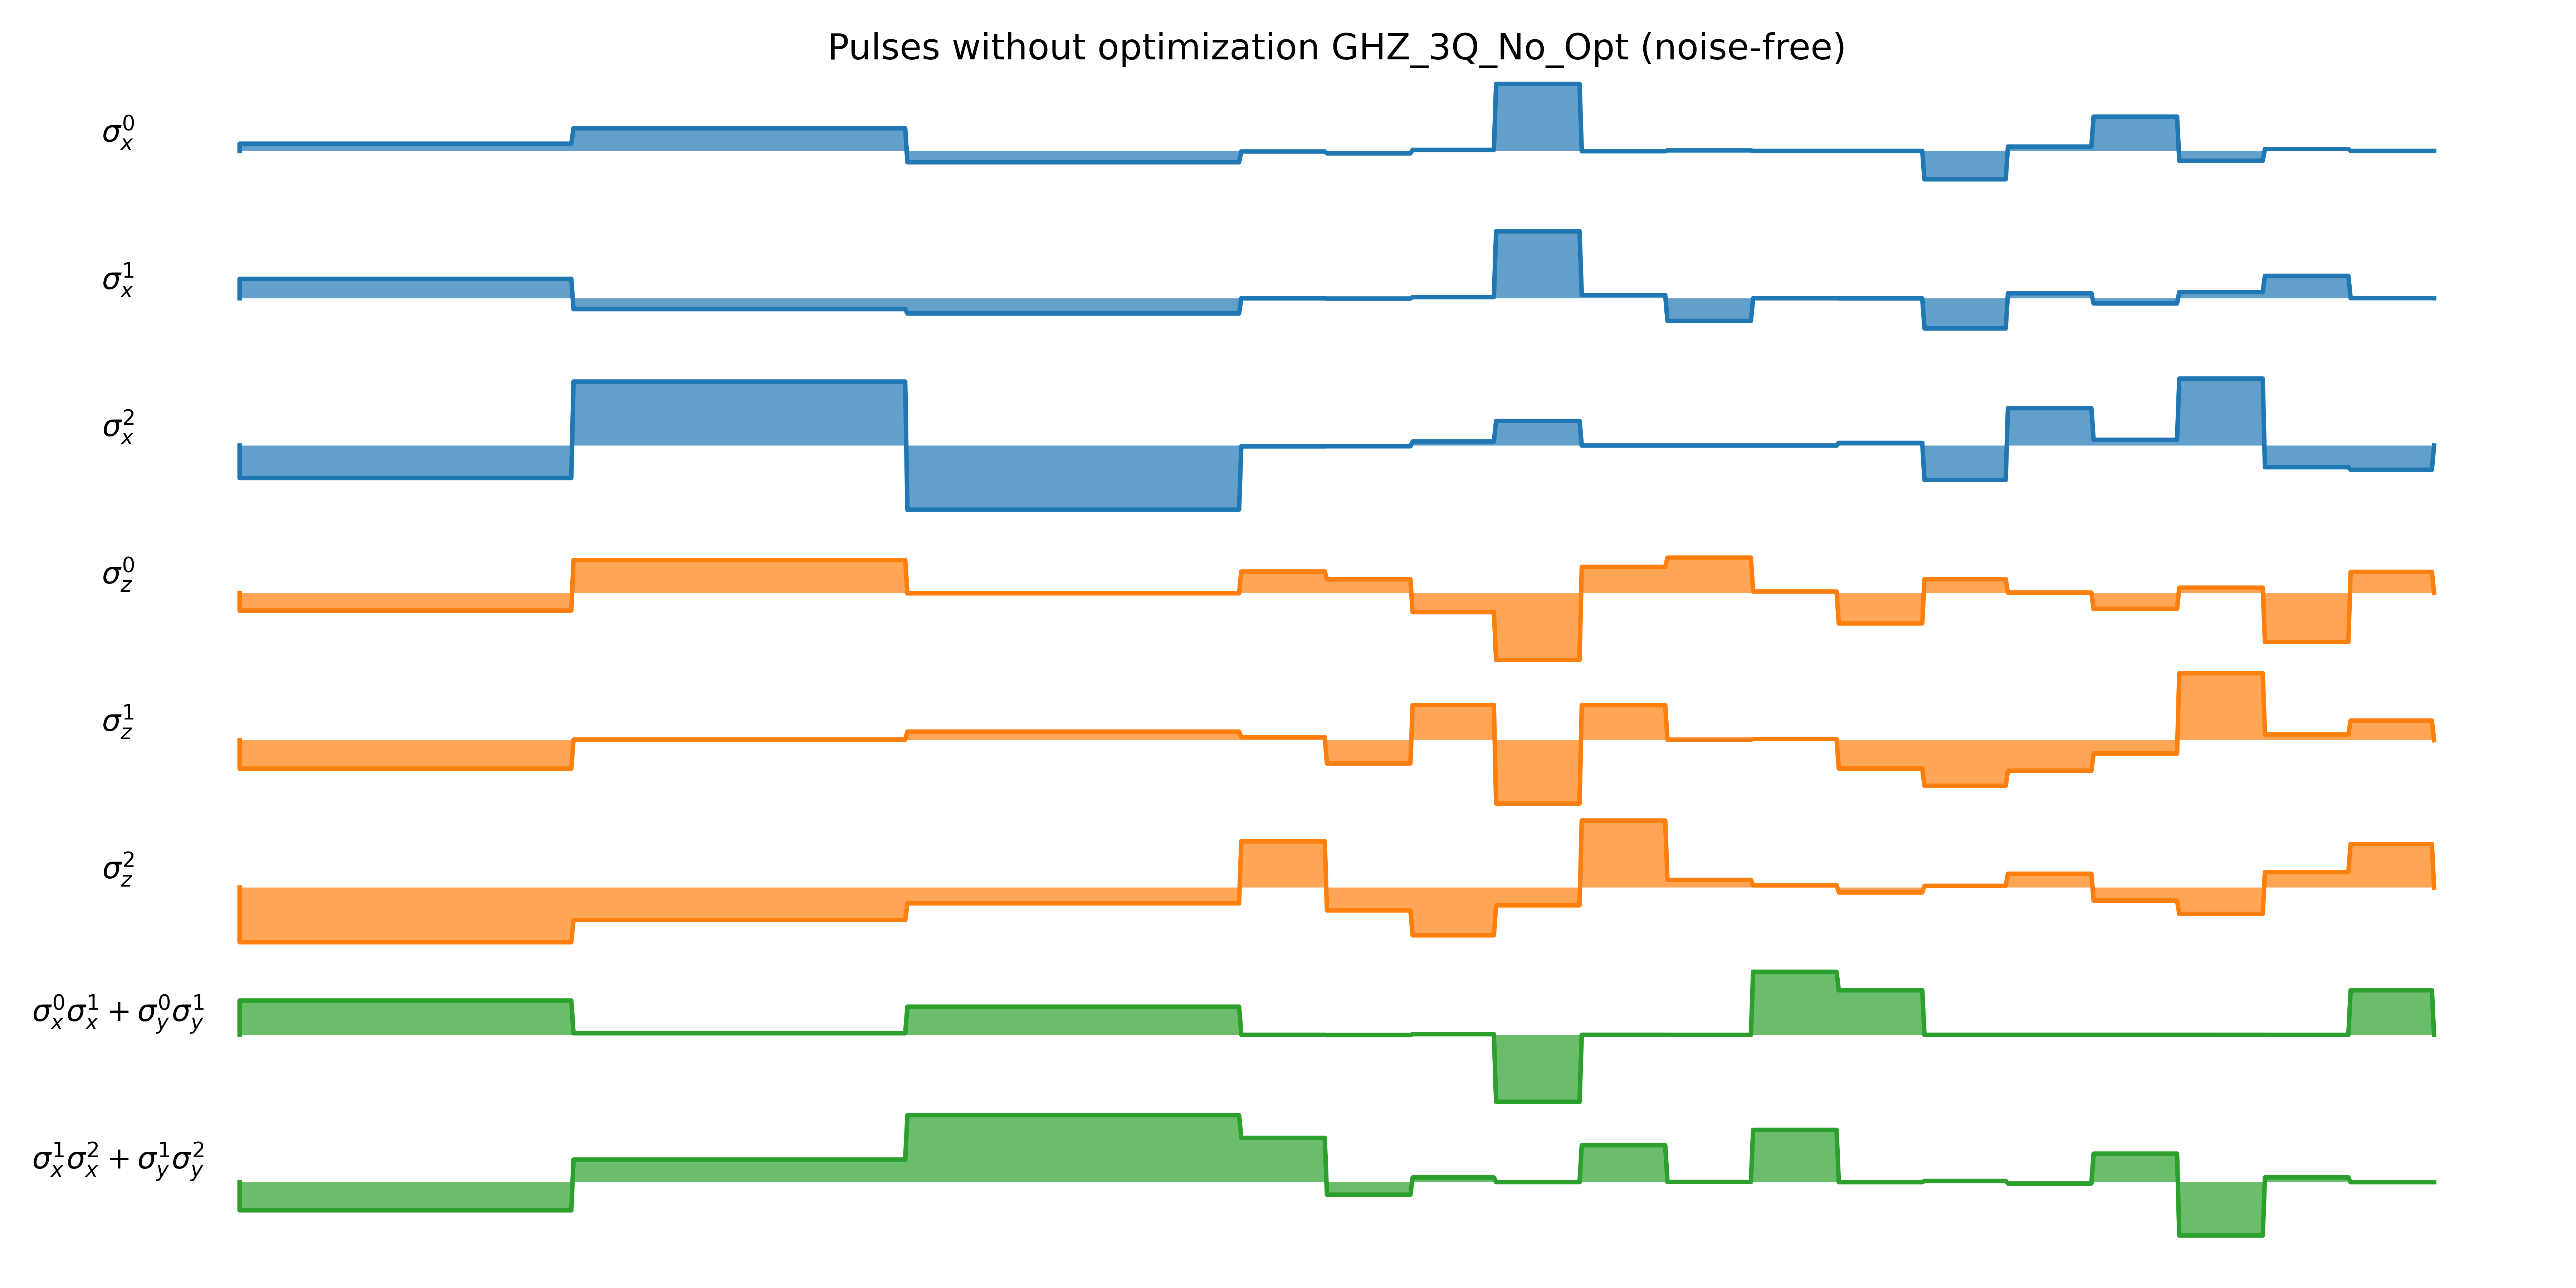 Pulses without optimization GHZ_3Q_No_Opt (noise-free)
σ_x^0
σ_x^1
σ_x^2
σ_z^0
σ_z^1
σ_z^2
σ_x^0σ_x^1 + σ_y^0σ_y^1
σ_x^1σ_x^2 + σ_y^1σ_y^2